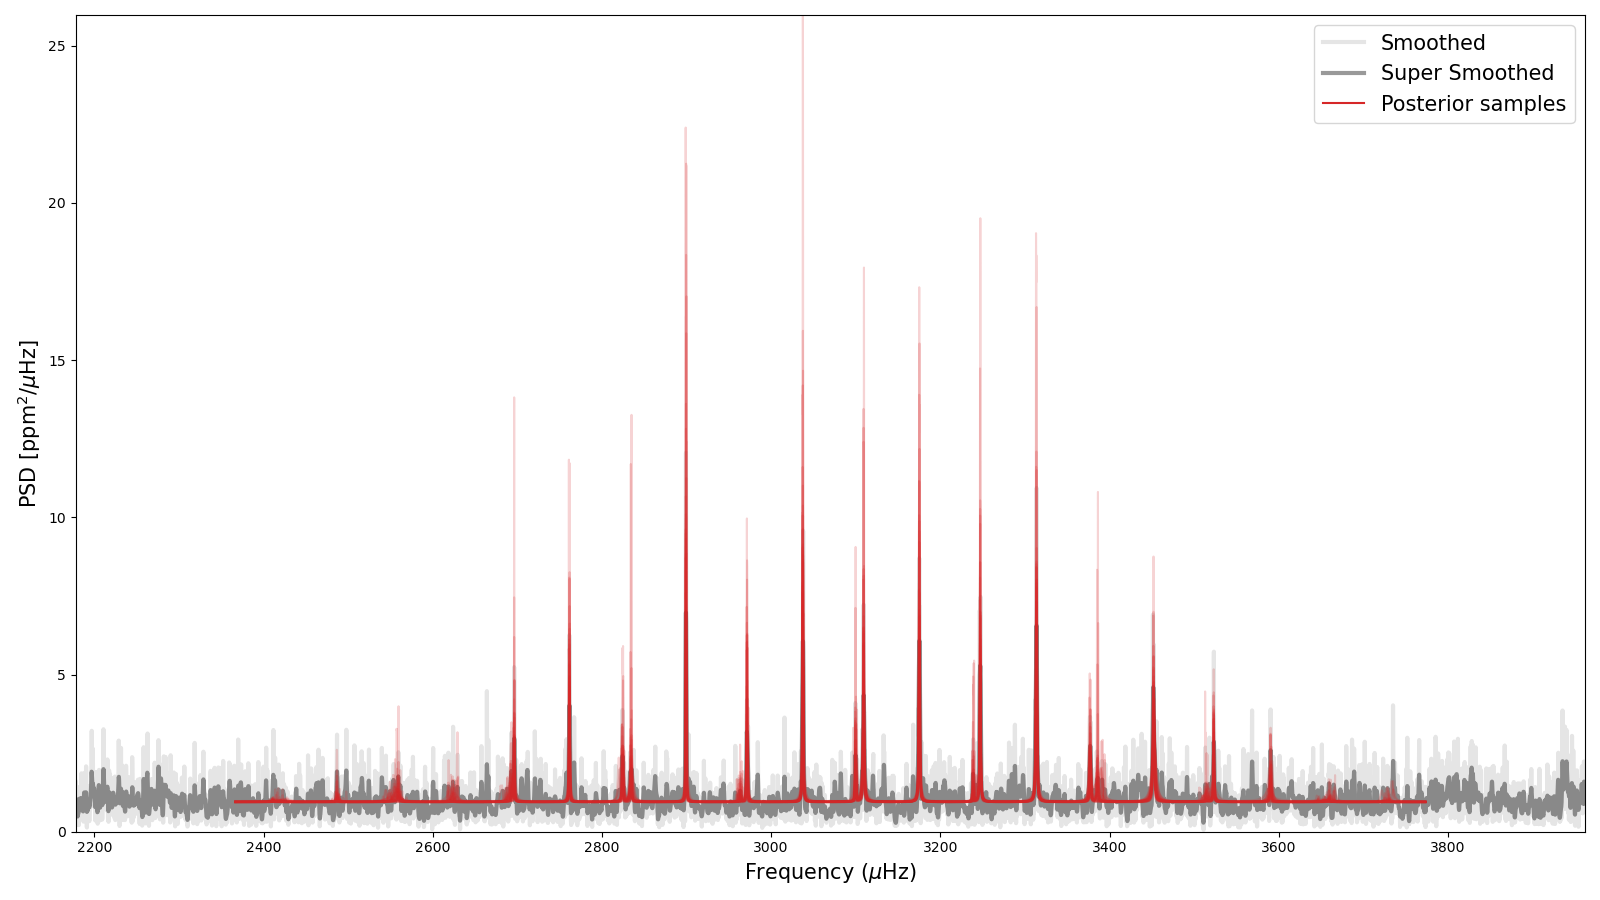 25
20
15
10
5
0
PSD [ppm²/μHz]
Smoothed
Super Smoothed
Posterior samples
2200 2400 2600 2800 3000 3200 3400 3600 3800
Frequency (μHz)